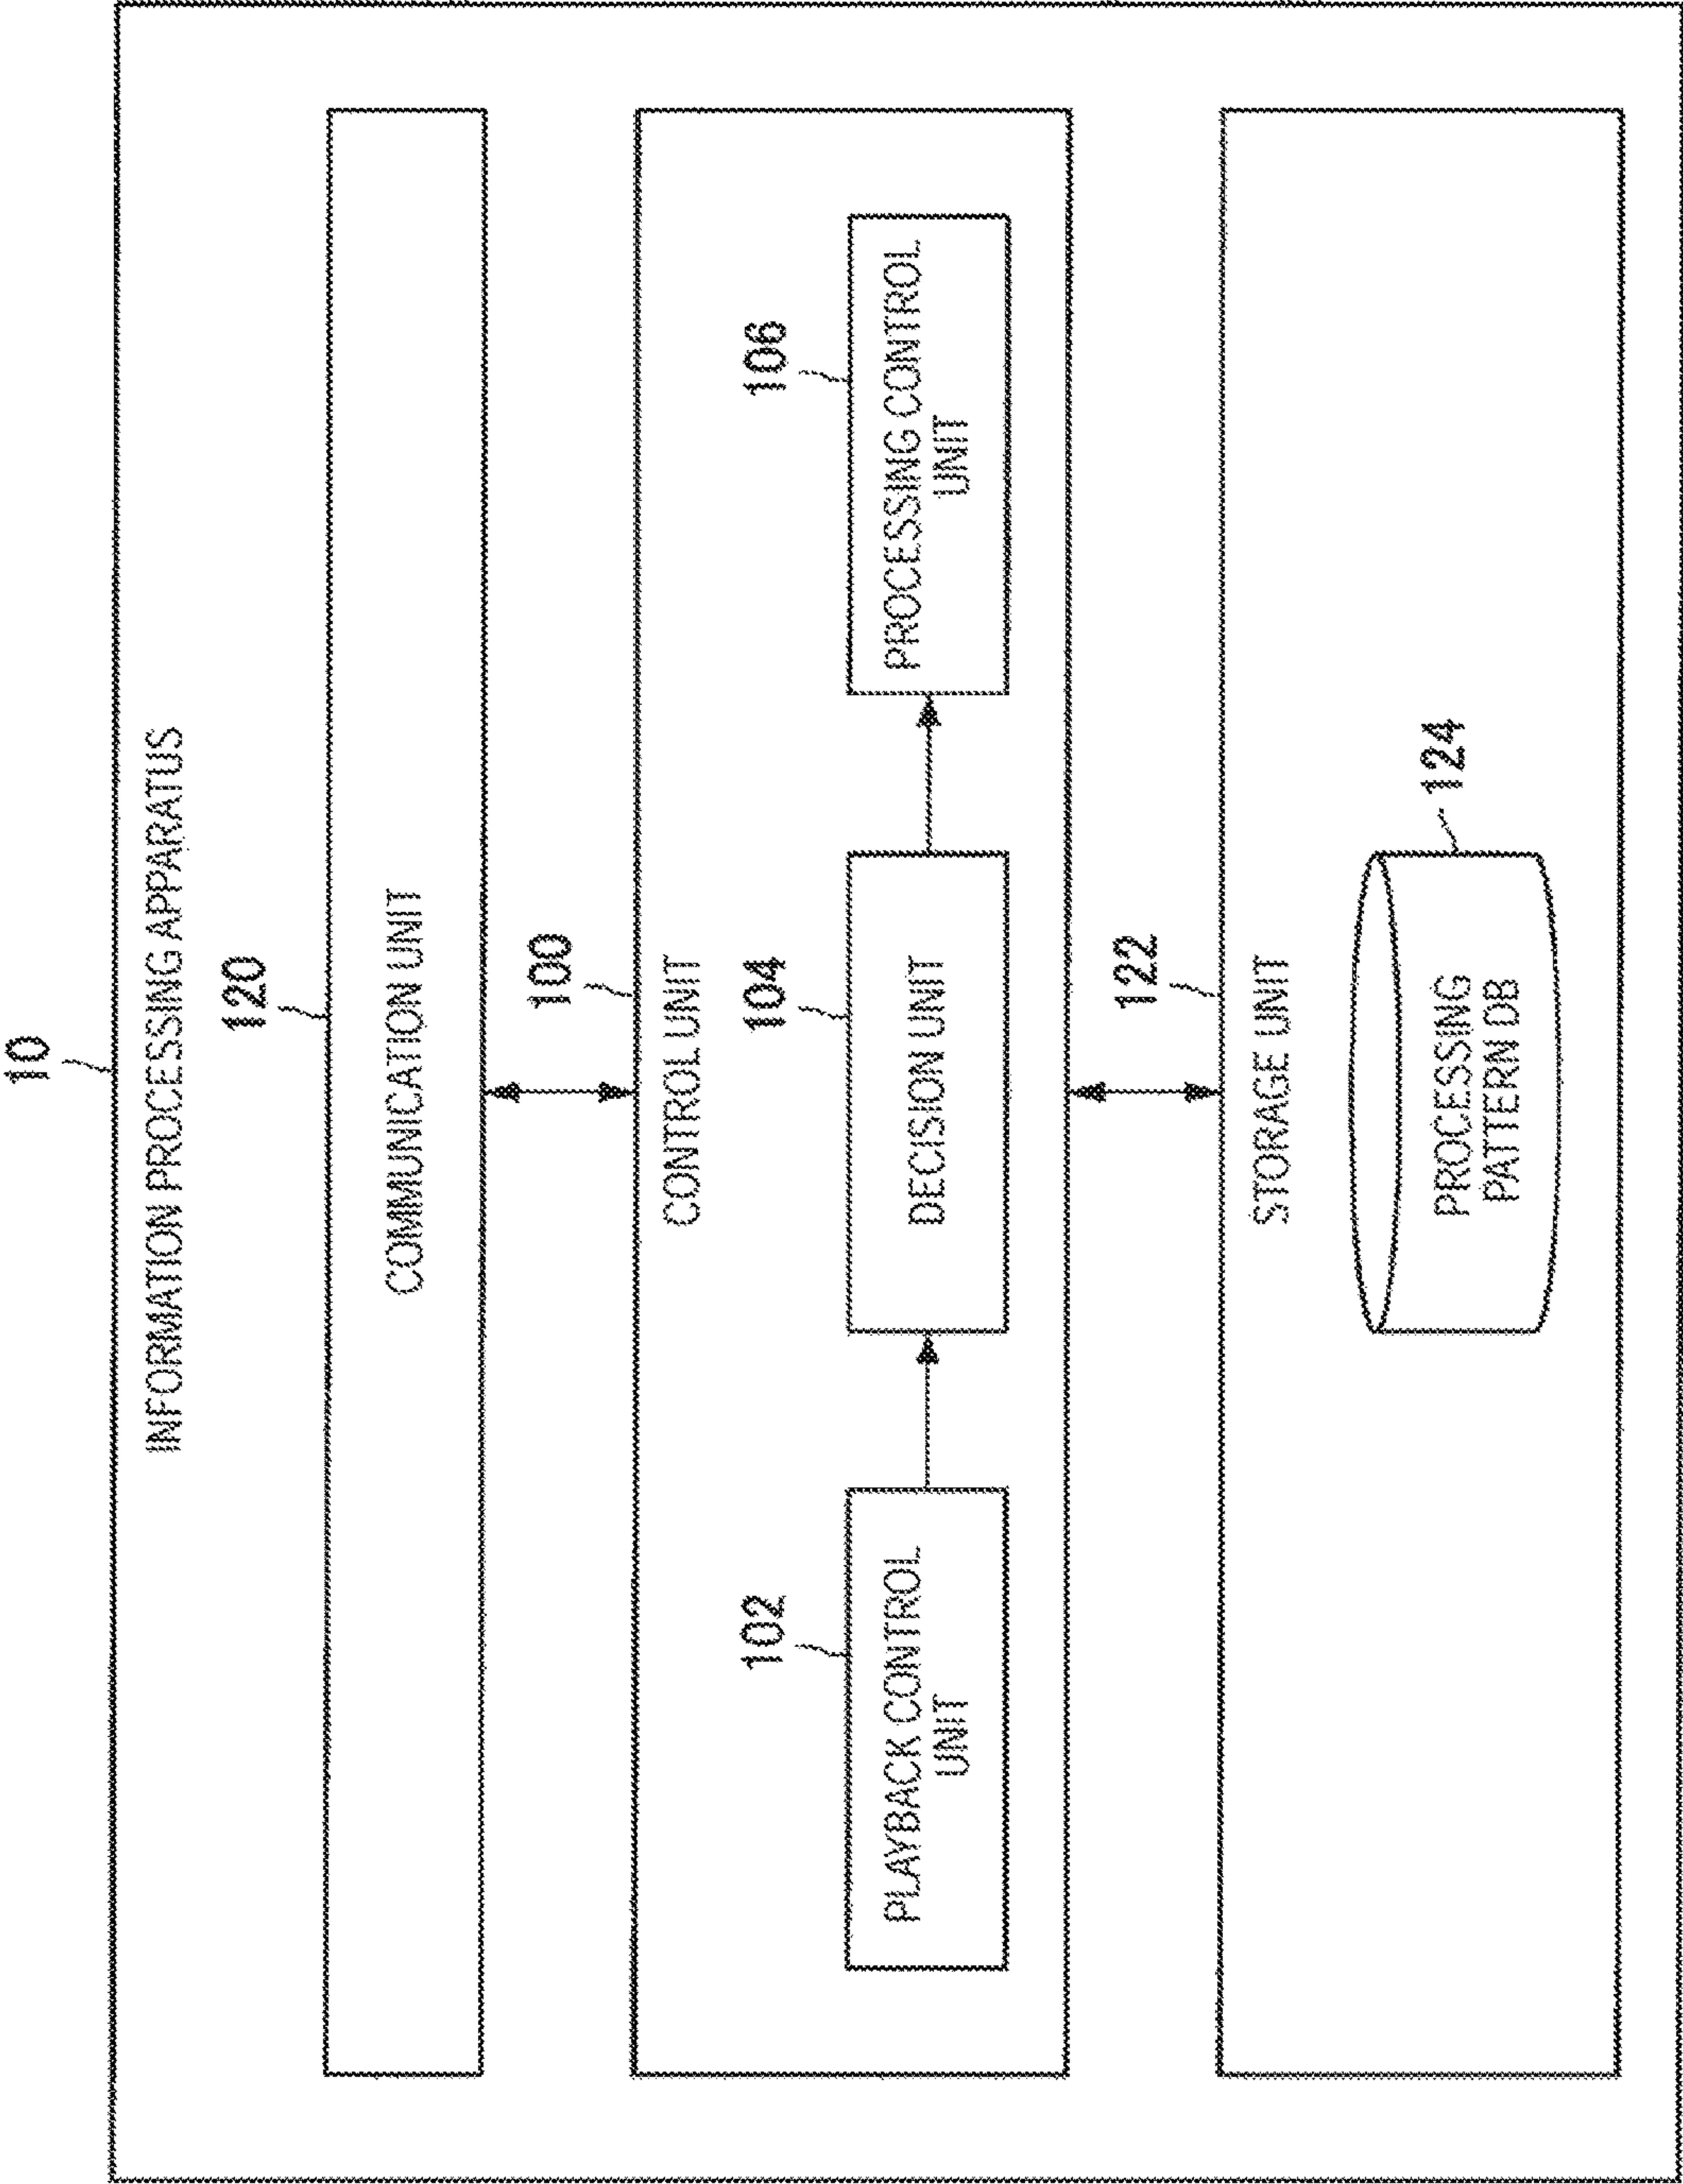 10
INFORMATION PROCESSING APPARATUS
120
COMMUNICATION UNIT
100
CONTROL UNIT
102
PLAYBACK CONTROL
UNIT
104
DECISION UNIT
106
PROCESSING CONTROL
UNIT
122
STORAGE UNIT
124
PROCESSING
PATTERN DB